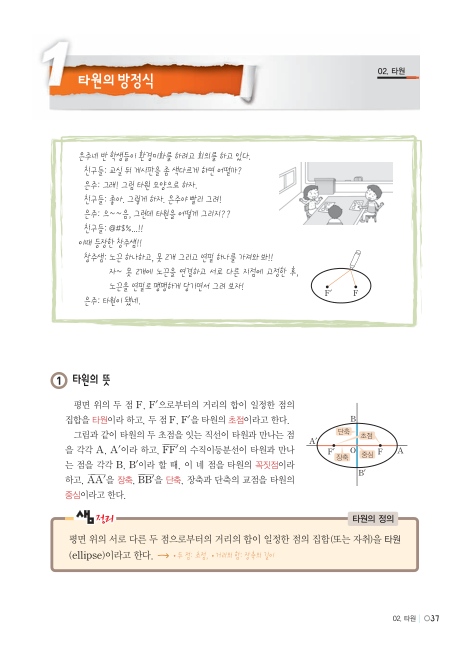 02. 타원
1 타원의 방정식
은주네 반 학생들이 환경미화를 하려고 회의를 하고 있다.
친구들: 교실 뒤 게시판을 좀 색다르게 하면 어떨까?
은주: 그래! 그럼 타원 모양으로 하자.
친구들: 좋아. 그렇게 하자. 은주야 빨리 그려!
은주: 으~~음, 그런데 타원을 어떻게 그리지??
친구들: @#$%...!!
이때 등장한 창주쌤!!
창주쌤: 노끈 하나하고, 못 2개 그리고 연필 하나를 가져와 봐!!
자~ 못 2개에 노끈을 연결하고 서로 다른 지점에 고정한 후,
노끈을 연필로 팽팽하게 당기면서 그려 보자!
은주: 타원이 됐네.
F′ F
1 타원의 뜻
평면 위의 두 점 F, F′으로부터의 거리의 합이 일정한 점의
집합을 타원이라 하고, 두 점 F, F′을 타원의 초점이라고 한다.
그림과 같이 타원의 두 초점을 잇는 직선이 타원과 만나는 점
을 각각 A, A′이라 하고, FF′의 수직이등분선이 타원과 만나
는 점을 각각 B, B′이라 할 때, 이 네 점을 타원의 꼭짓점이라
하고, AA′을 장축, BB′을 단축, 장축과 단축의 교점을 타원의
중심이라고 한다.
B
단축 초점
A′ F′ O F A
장축 중심
B′
샘 정리
타원의 정의
평면 위의 서로 다른 두 점으로부터의 거리의 합이 일정한 점의 집합(또는 자취)을 타원
(ellipse)이라고 한다. → • 두 점: 초점, • 거리의 합: 장축의 길이
02. 타원 037